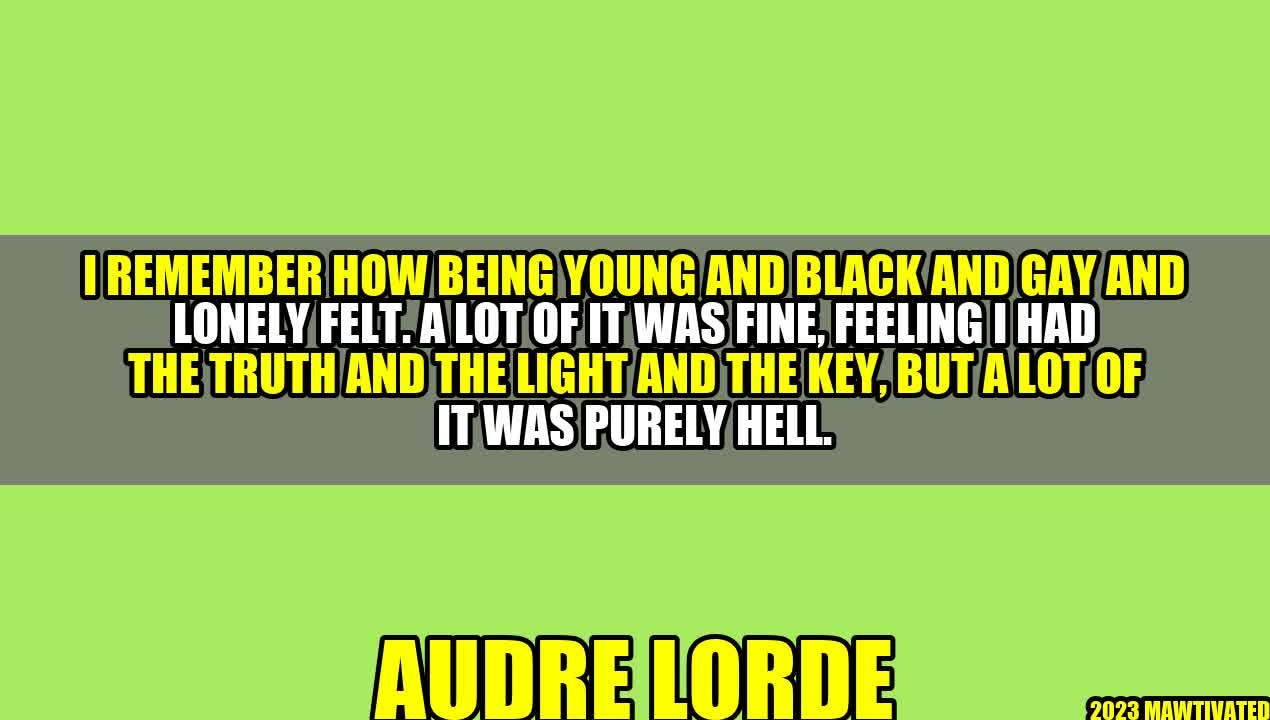 I REMEMBER HOW BEING YOUNG AND BLACK AND GAY AND
LONELY FELT. A LOT OF IT WAS FINE, FEELING I HAD
THE TRUTH AND THE LIGHT AND THE KEY, BUT A LOT OF
IT WAS PURELY HELL.
AUDRE LORDE
2023 MAWTIVATED